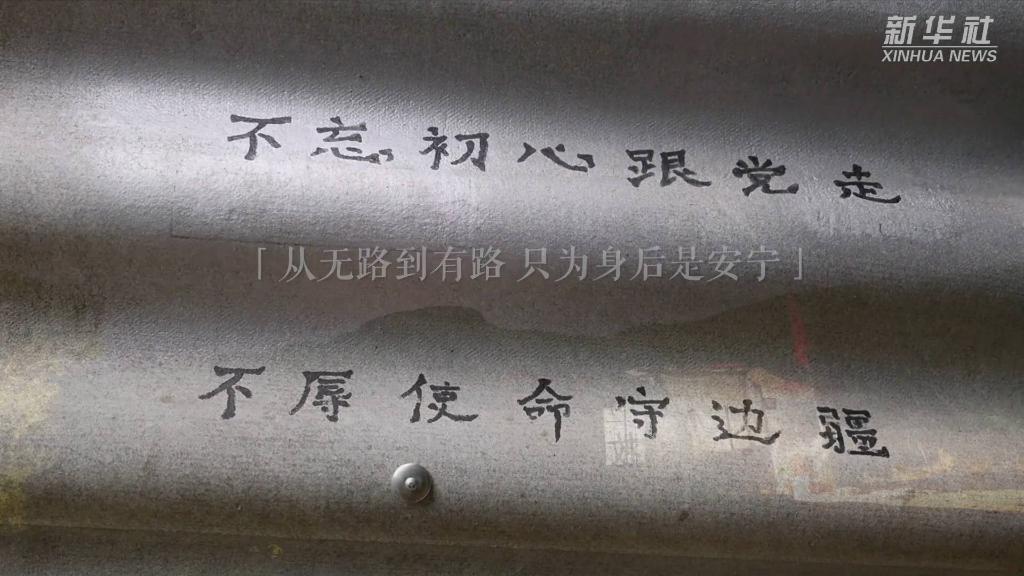 新华社
XINHUA NEWS
不忘初心跟党走
「从无路到有路 只为身后是安宁」
不辱使命守边疆